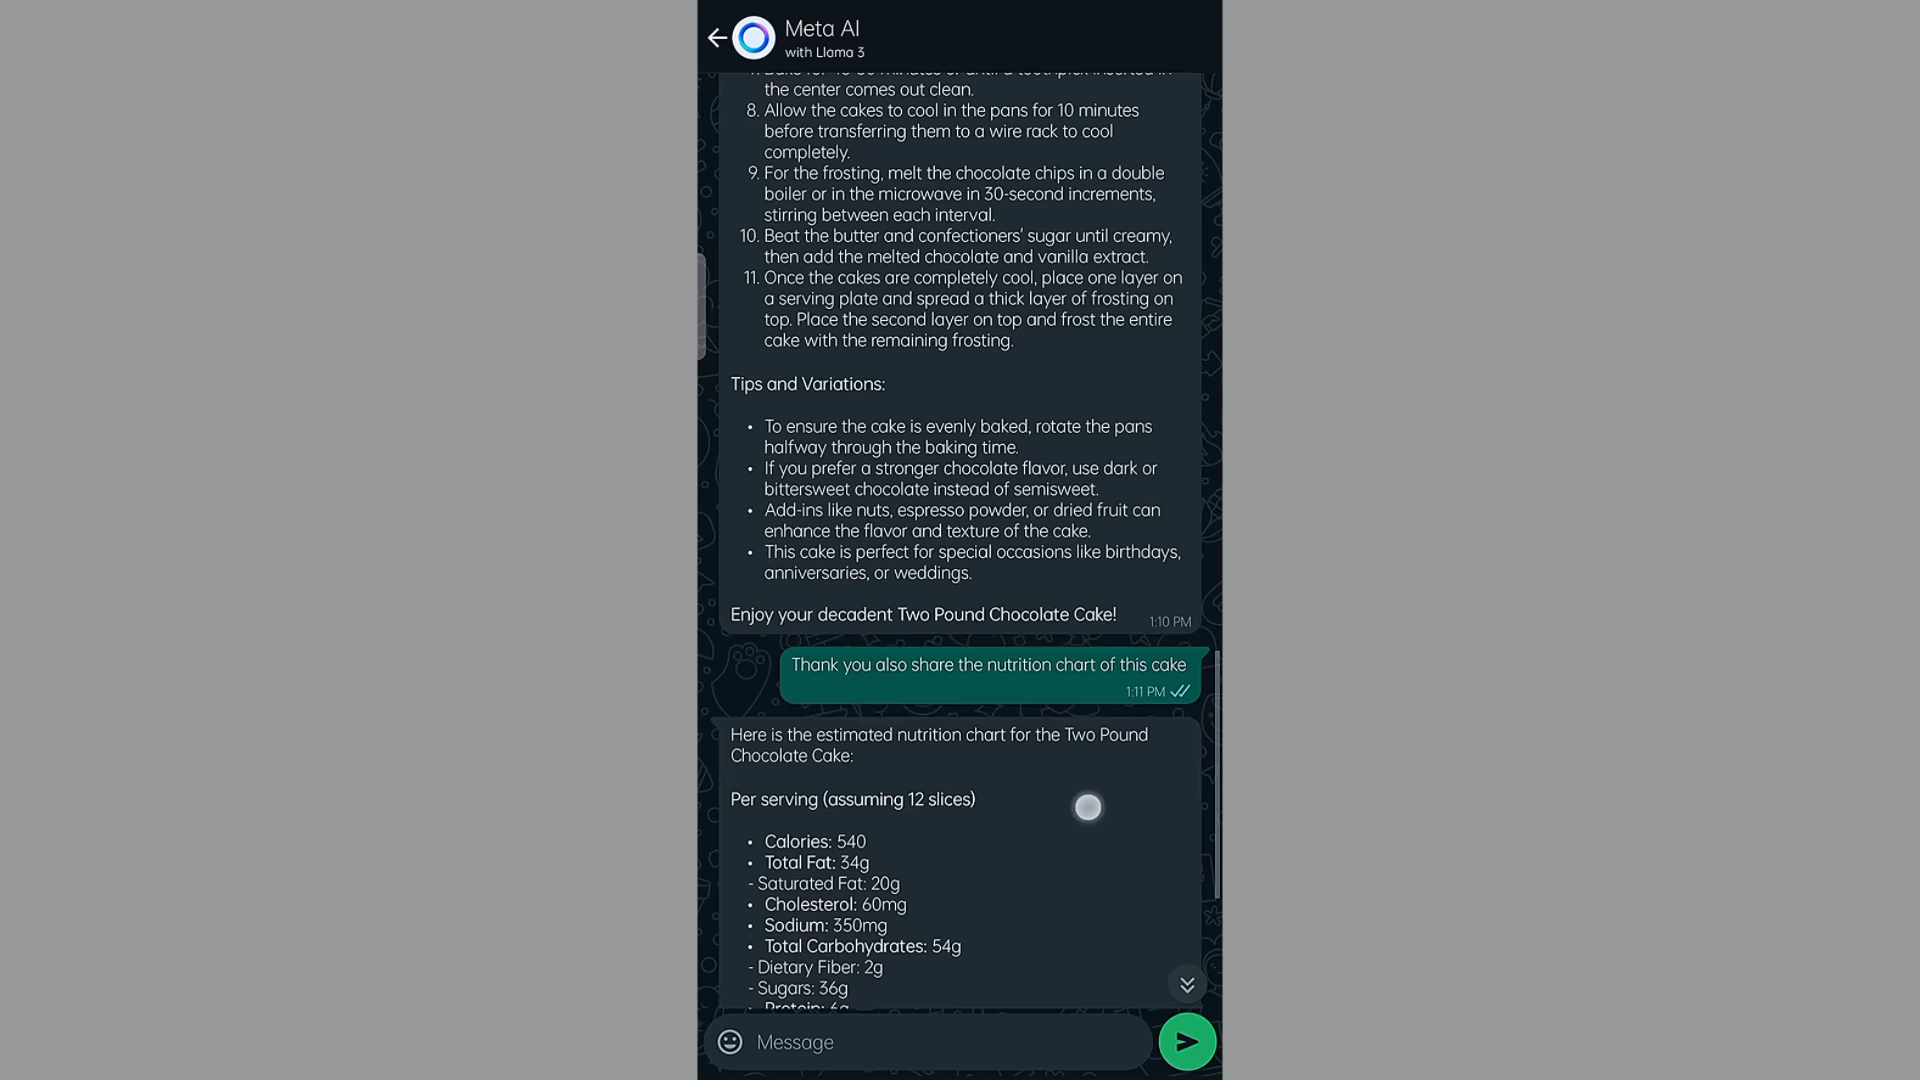 Meta AI
with Llama 3
the center comes out clean.
8. Allow the cakes to cool in the pans for 10 minutes
before transferring them to a wire rack to cool
completely.
9. For the frosting, melt the chocolate chips in a double
boiler or in the microwave in 30-second increments,
stirring between each interval.
10. Beat the butter and confectioners' sugar until creamy,
then add the melted chocolate and vanilla extract.
11. Once the cakes are completely cool, place one layer on
a serving plate and spread a thick layer of frosting on
top. Place the second layer on top and frost the entire
cake with the remaining frosting.
Tips and Variations:
• To ensure the cake is evenly baked, rotate the pans
halfway through the baking time.
• If you prefer a stronger chocolate flavor, use dark or
bittersweet chocolate instead of semisweet.
• Add-ins like nuts, espresso powder, or dried fruit can
enhance the flavor and texture of the cake.
• This cake is perfect for special occasions like birthdays,
anniversaries, or weddings.
Enjoy your decadent Two Pound Chocolate Cake!
1:10 PM
Thank you also share the nutrition chart of this cake
1:11 PM
Here is the estimated nutrition chart for the Two Pound
Chocolate Cake:
Per serving (assuming 12 slices)
• Calories: 540
• Total Fat: 34g
- Saturated Fat: 20g
• Cholesterol: 60mg
• Sodium: 350mg
• Total Carbohydrates: 54g
- Dietary Fiber: 2g
- Sugars: 36g
• Protein: 6g
Message